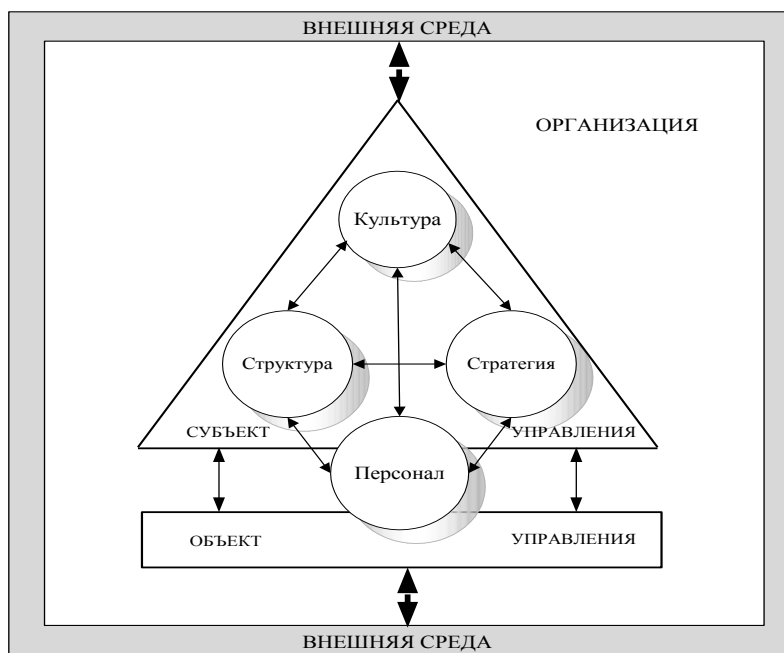 ВНЕШНЯЯ СРЕДА
ОРГАНИЗАЦИЯ
Культура
Структура
Стратегия
СУБЪЕКТ УПРАВЛЕНИЯ
Персонал
ОБЪЕКТ УПРАВЛЕНИЯ
ВНЕШНЯЯ СРЕДА